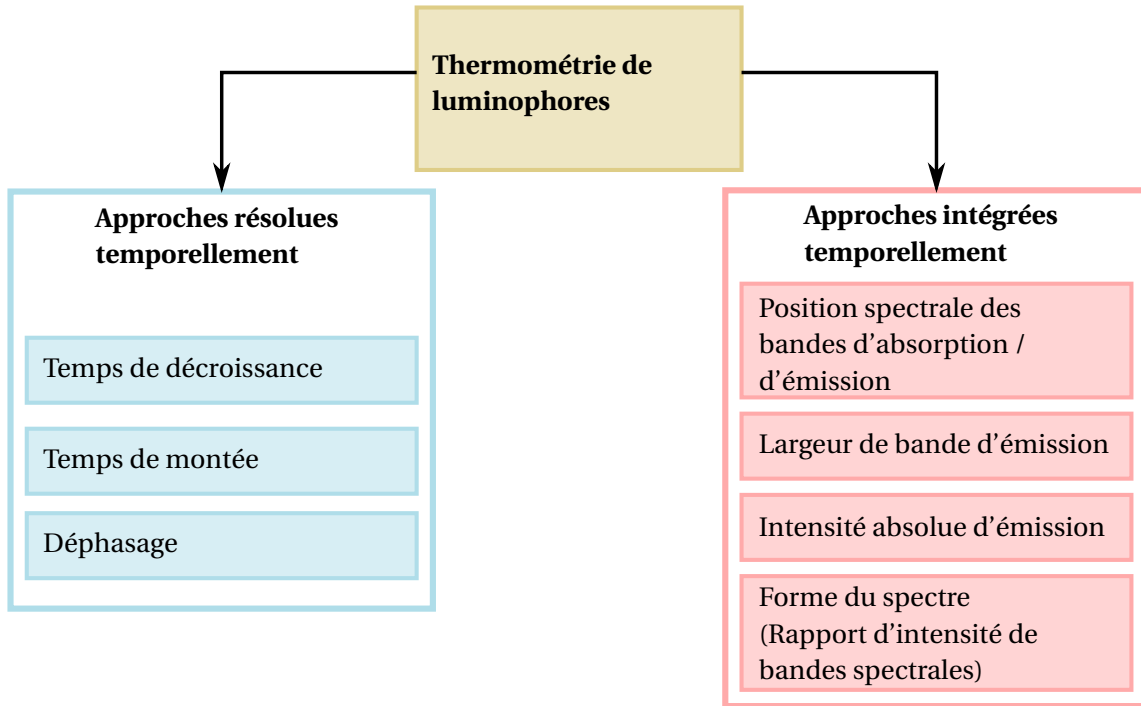 Thermométrie de
luminophores
Approches résolues
temporellement
Temps de décroissance
Temps de montée
Déphasage
Approches intégrées
temporellement
Position spectrale des
bandes d’absorption /
d’émission
Largeur de bande d’émission
Intensité absolue d’émission
Forme du spectre
(Rapport d’intensité de
bandes spectrales)